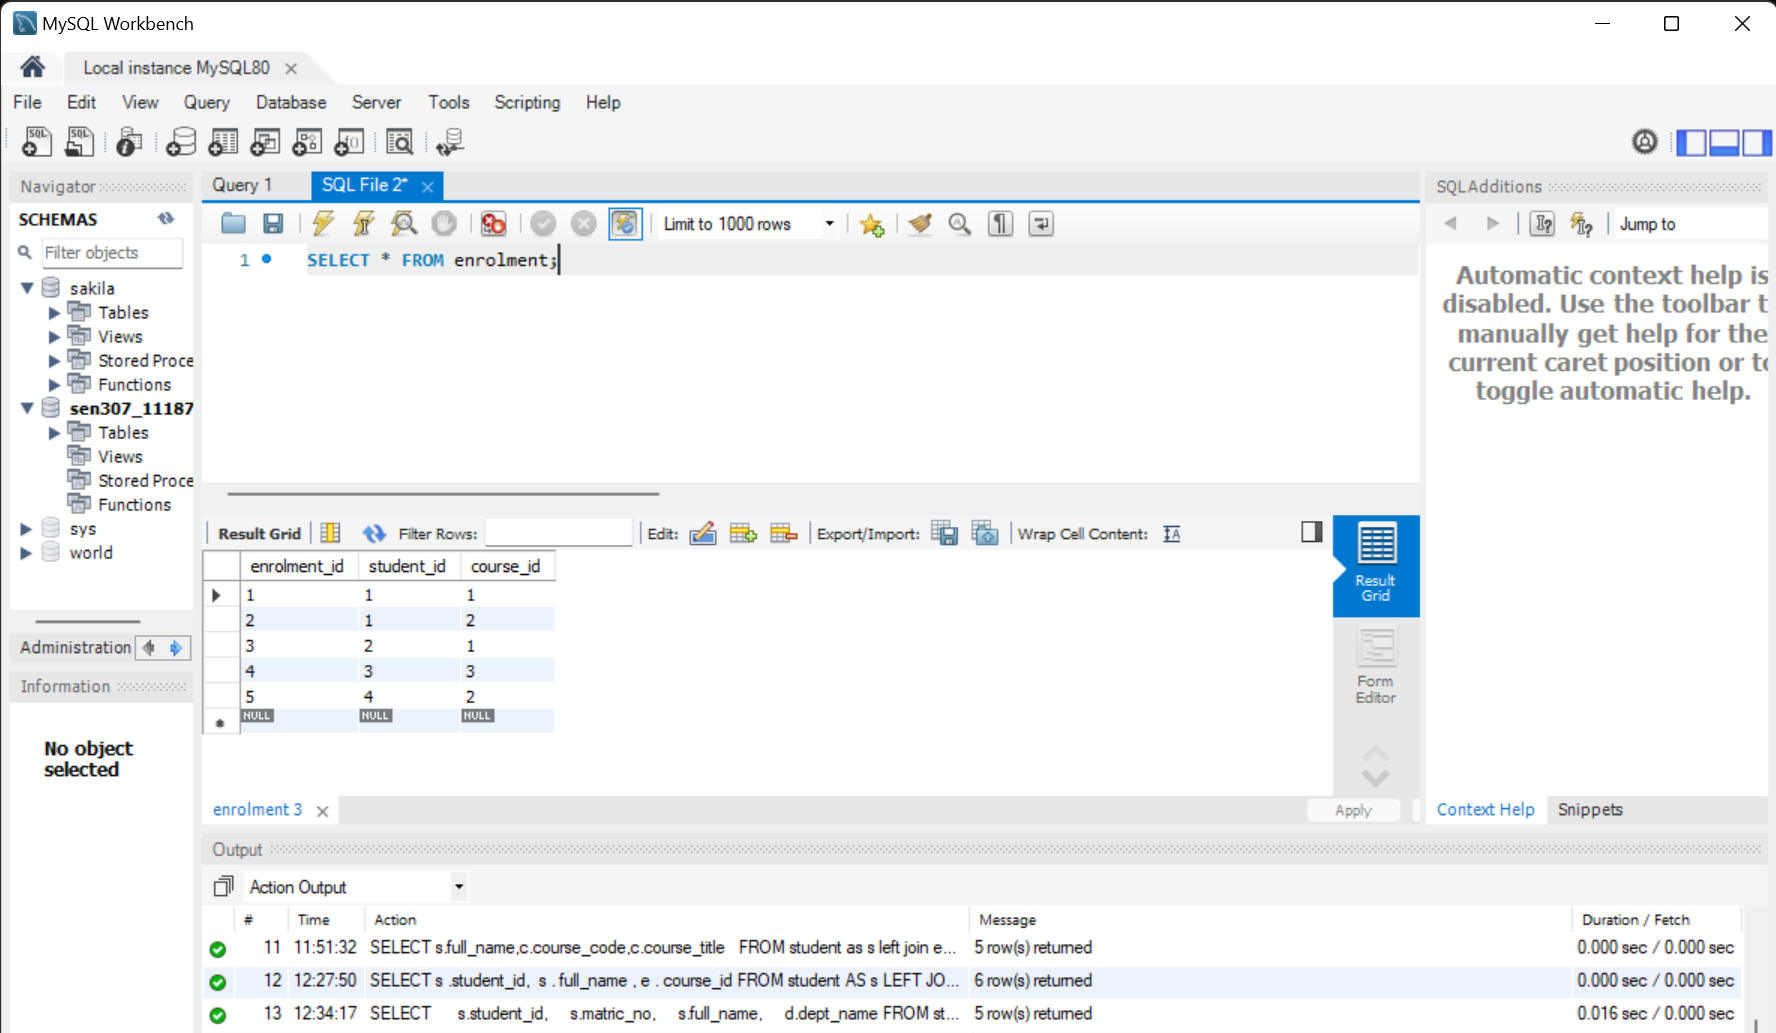 MySQL Workbench
Local instance MySQL80
File Edit View Query Database Server Tools Scripting Help
Navigator
SCHEMAS
Filter objects
sakila
Tables
Views
Stored Proce
Functions
sen307_11187
Tables
Views
Stored Proce
Functions
sys
world
Administration
Information
No object
selected
Query 1 SQL File 2*
Limit to 1000 rows
1 SELECT * FROM enrolment;
Result Grid Filter Rows: Edit: Export/Import: Wrap Cell Content:
enrolment_id student_id course_id
1 1 1
2 1 2
3 2 1
4 3 3
5 4 2
NULL NULL NULL
Result
Grid
Form
Editor
enrolment 3
Apply
SQLAdditions
Jump to
Automatic context help is
disabled. Use the toolbar t
manually get help for the
current caret position or to
toggle automatic help.
Context Help Snippets
Output
Action Output
# Time Action Message Duration / Fetch
11 11:51:32 SELECT s.full_name,c.course_code,c.course_title FROM student as s left join e... 5 row(s) returned 0.000 sec / 0.000 sec
12 12:27:50 SELECT s .student_id, s . full_name , e . course_id FROM student AS s LEFT JO... 6 row(s) returned 0.000 sec / 0.000 sec
13 12:34:17 SELECT s.student_id, s.matric_no, s.full_name, d.dept_name FROM st... 5 row(s) returned 0.016 sec / 0.000 sec